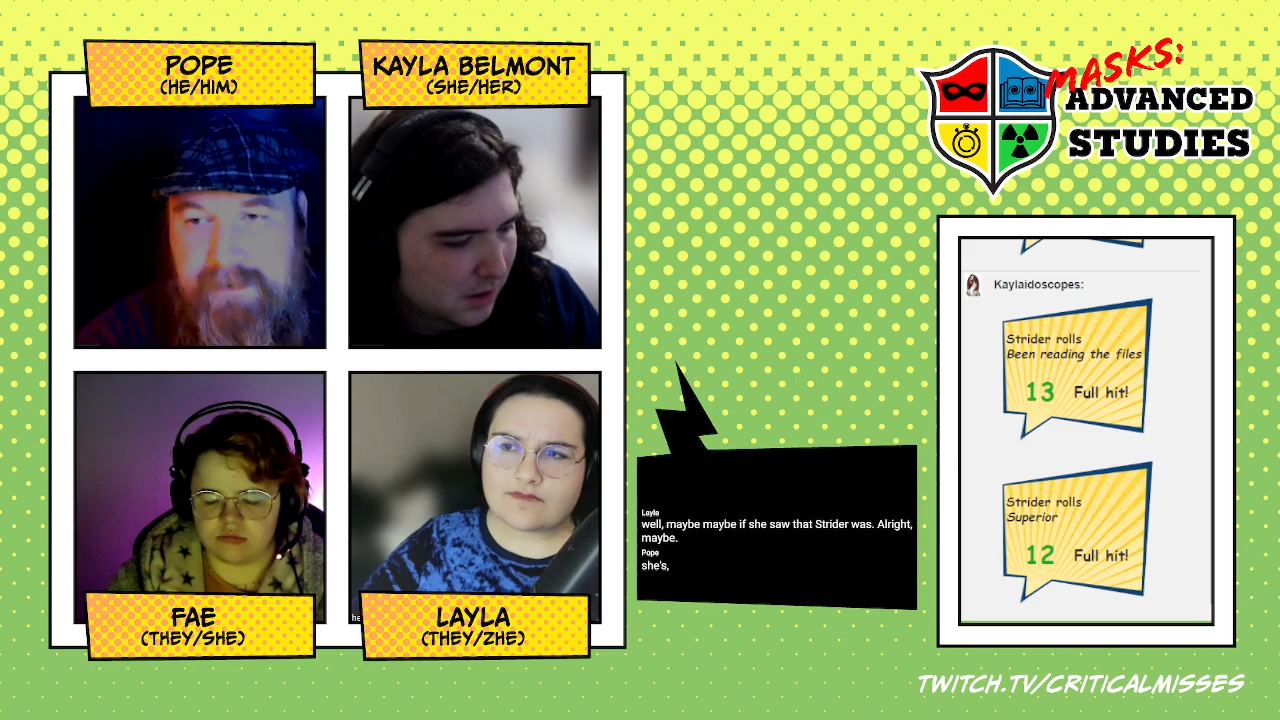 POPE
(HE/HIM)
KAYLA BELMONT
(SHE/HER)
MASKS:
ADVANCED
STUDIES
Kaylaidoscopes:
Strider rolls
Been reading the files
13 Full hit!
Strider rolls
Superior
12 Full hit!
Layla
well, maybe maybe if she saw that Strider was. Alright,
maybe.
Pope
she's,
he
FAE
(THEY/SHE)
LAYLA
(THEY/ZHE)
TWITCH.TV/CRITICALMISSES